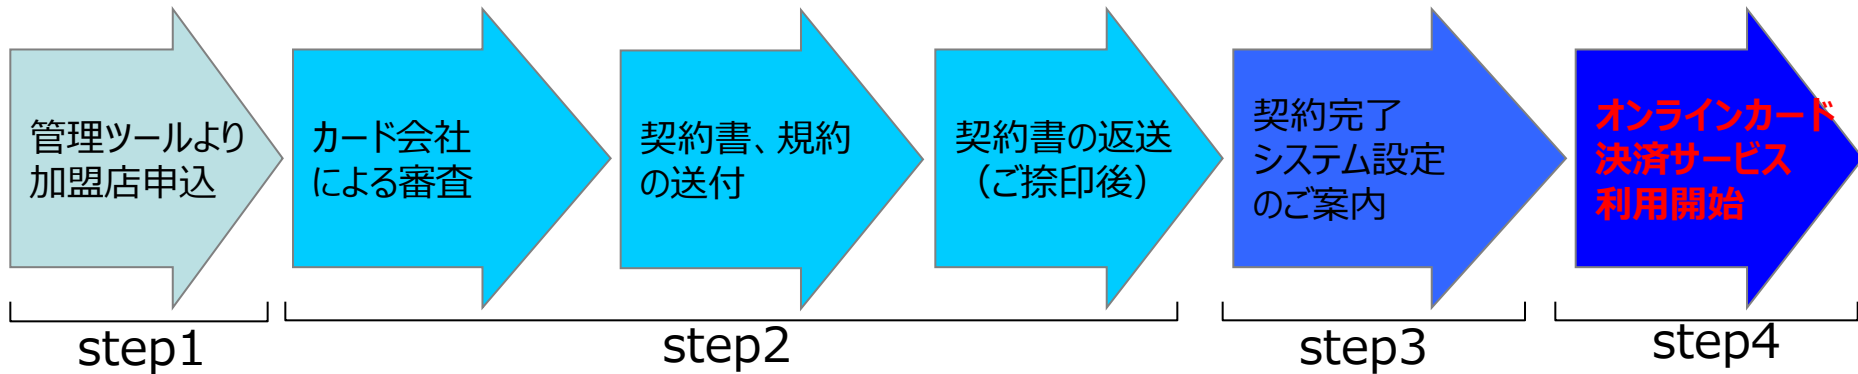 管理ツールより
加盟店申込
カード会社
による審査
契約書、規約
の送付
契約書の返送
（ご捺印後）
契約完了
システム設定
のご案内
オンラインカード
決済サービス
利用開始
step1
step2
step3
step4